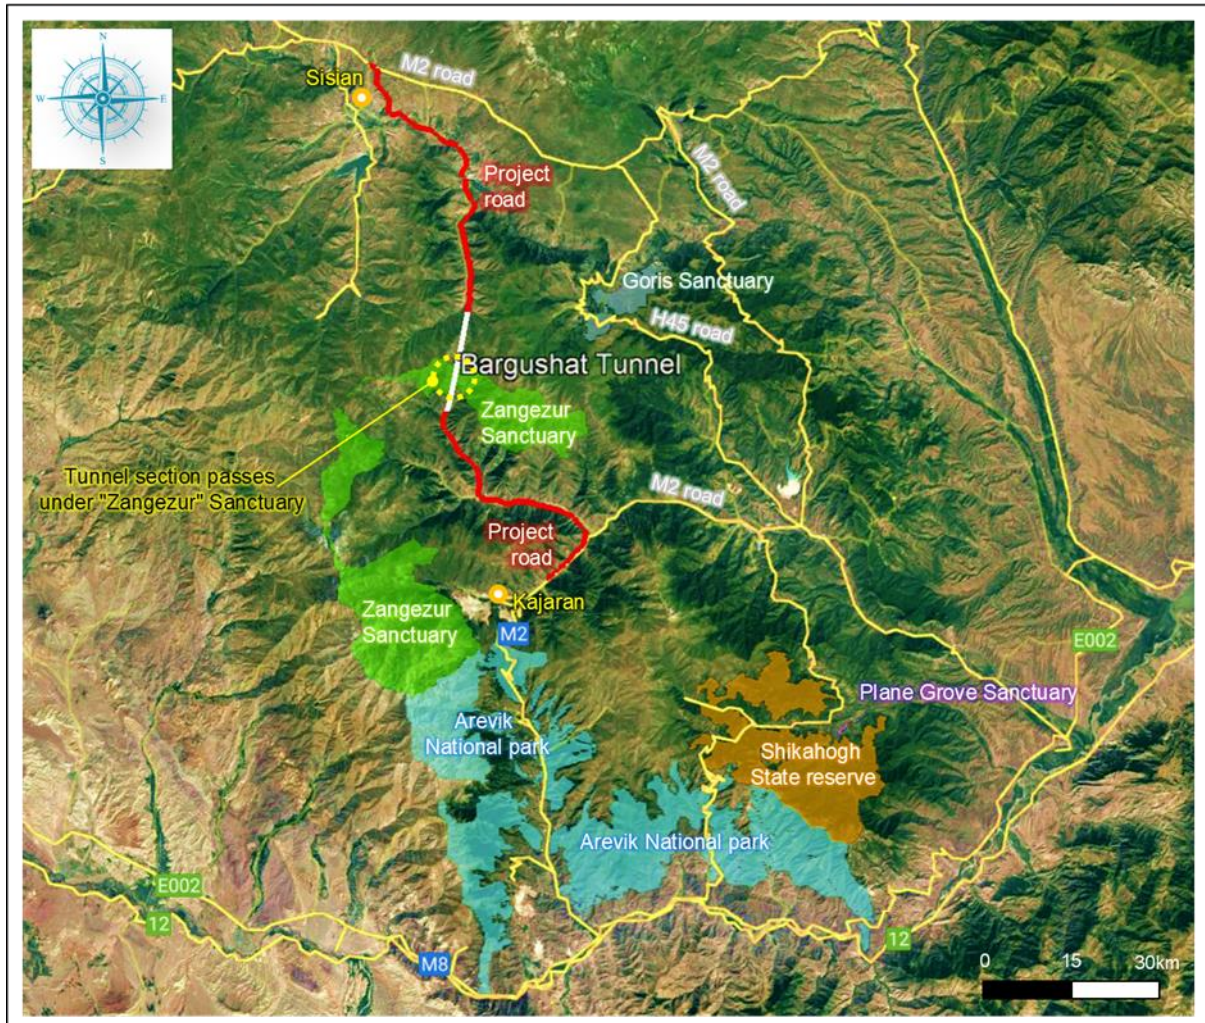 N
W
E
S
Sisian
M2 road
Project
road
M2 road
Goris Sanctuary
H45 road
Bargushat Tunnel
Zangezur
Sanctuary
Tunnel section passes
under "Zangezur" Sanctuary
M2 road
Project
road
Kajaran
Zangezur
Sanctuary
M2
E002
Plane Grove Sanctuary
Arevik
National park
Shikahogh
State reserve
Arevik National park
E002
12
12
M8
0 15 30km